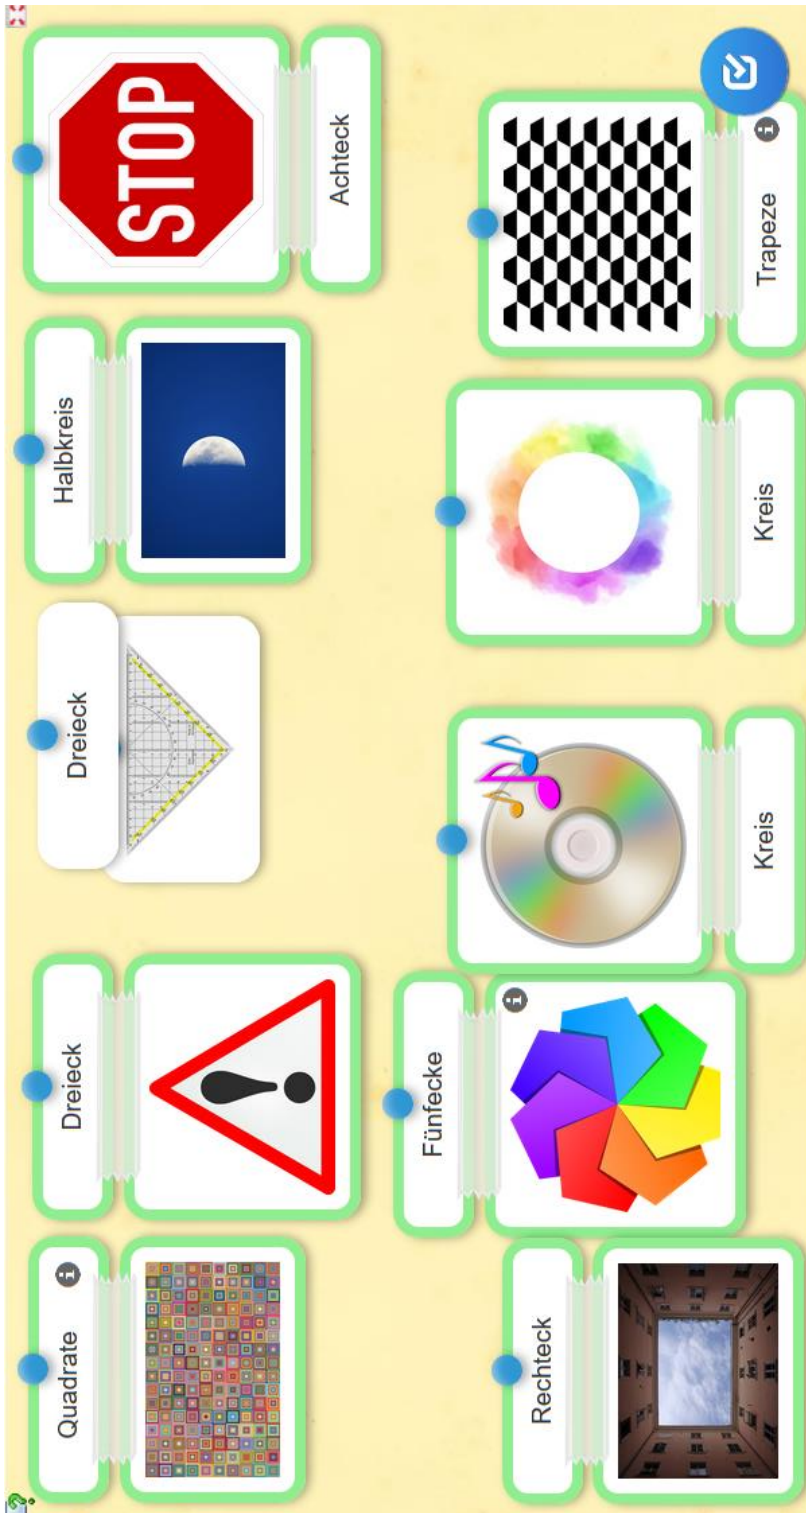 Quadrate
Dreieck
Dreieck
Halbkreis
STOP
Achteck
Fünfecke
Rechteck
Kreis
Kreis
Trapeze